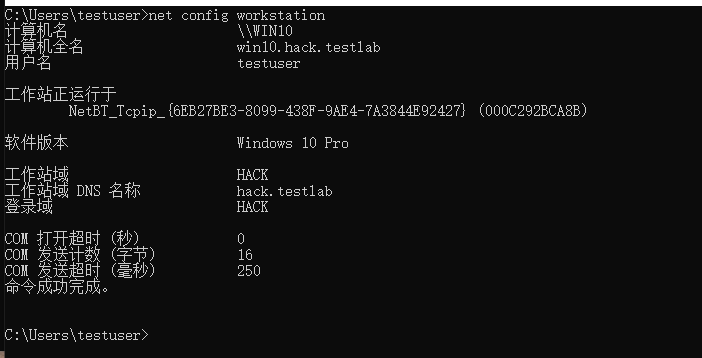 C:\Users\testuser>net config workstation
计算机名                     \\WIN10
计算机全名                   win10.hack.testlab
用户名                       testuser
工作站正运行于
NetBT_Tcpip_{6EB27BE3-8099-438F-9AE4-7A3844E92427} (000C292BCA8B)
软件版本                     Windows 10 Pro
工作站域                     HACK
工作站域 DNS 名称            hack.testlab
登录域                       HACK
COM 打开超时 (秒)            0
COM 发送计数 (字节)          16
COM 发送超时 (毫秒)          250
命令成功完成。
C:\Users\testuser>